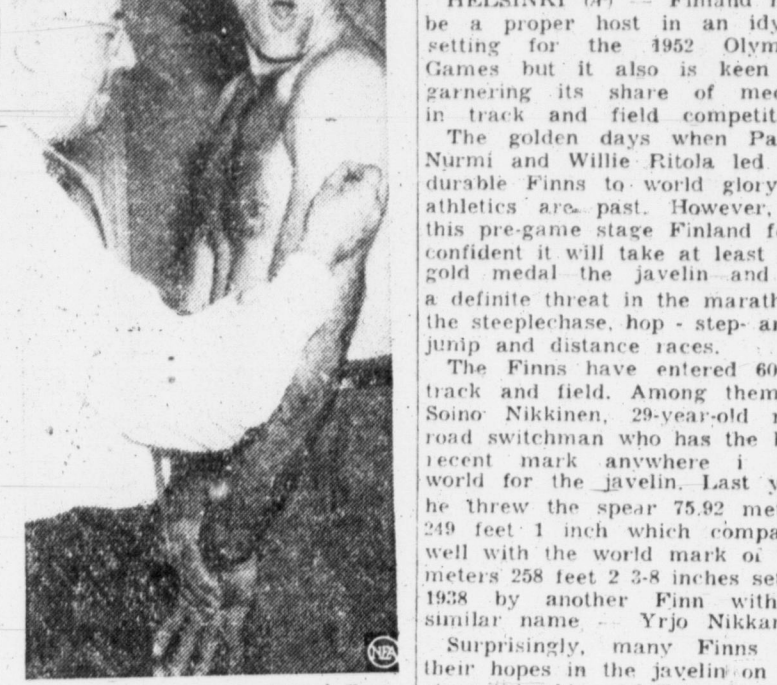 HELSINKI (AP) — Finland
be a proper host in an idy
setting for the 1952 Olym
Games but it also is keen
garnering its share of med
in track and field competit
The golden days when Pa
Nurmi and Willie Ritola led
durable Finns to world glory
athletics are past. However,
this pre-game stage Finland f
confident it will take at least
gold medal the javelin and
a definite threat in the marath
the steeplechase, hop - step- an
jump and distance races.
The Finns have entered 60
track and field. Among them
Soino Nikkinen, 29-year-old r
road switchman who has the
recent mark anywhere i
world for the javelin. Last y
he threw the spear 75.92 me
249 feet 1 inch which compa
well with the world mark of
meters 258 feet 2 3-8 inches se
1938 by another Finn with
similar name — Yrjo Nikkan
Surprisingly, many Finns
their hopes in the javelin on
NEA